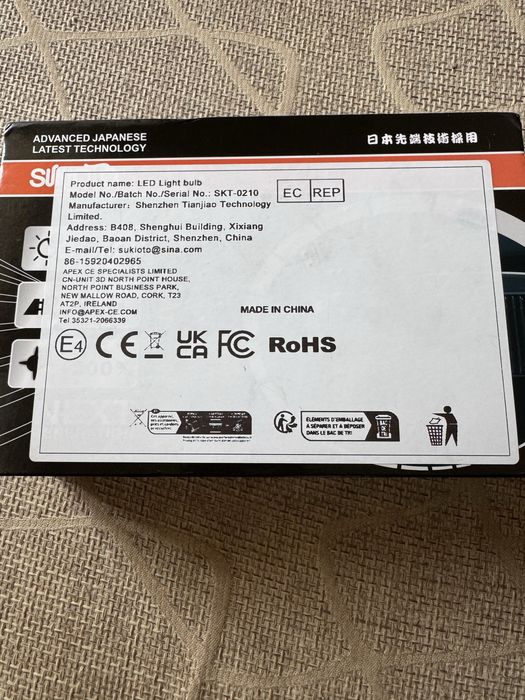 ADVANCED JAPANESE
LATEST TECHNOLOGY
日本先端技術採用
SU
Product name: LED Light bulb
Model No./Batch No./Serial No.: SKT-0210
EC REP
Manufacturer: Shenzhen Tianjiao Technology
Limited.
Address: B408, Shenghui Building, Xixiang
Jiedao, Baoan District, Shenzhen, China
E-mail/Tel: sukioto@sina.com
86-15920402965
APEX CE SPECIALISTS LIMITED
CN-UNIT 3D NORTH POINT HOUSE,
NORTH POINT BUSINESS PARK,
NEW MALLOW ROAD, CORK, T23
AT2P, IRELAND
INFO@APEX-CE.COM
Tel 35321-2066339
MADE IN CHINA
E4 CE UK CA FC RoHS
ÉLÉMENTS D'EMBALLAGE
À SÉPARER ET À DÉPOSER
DANS LE BAC DE TRI
BAC
DE
TRI